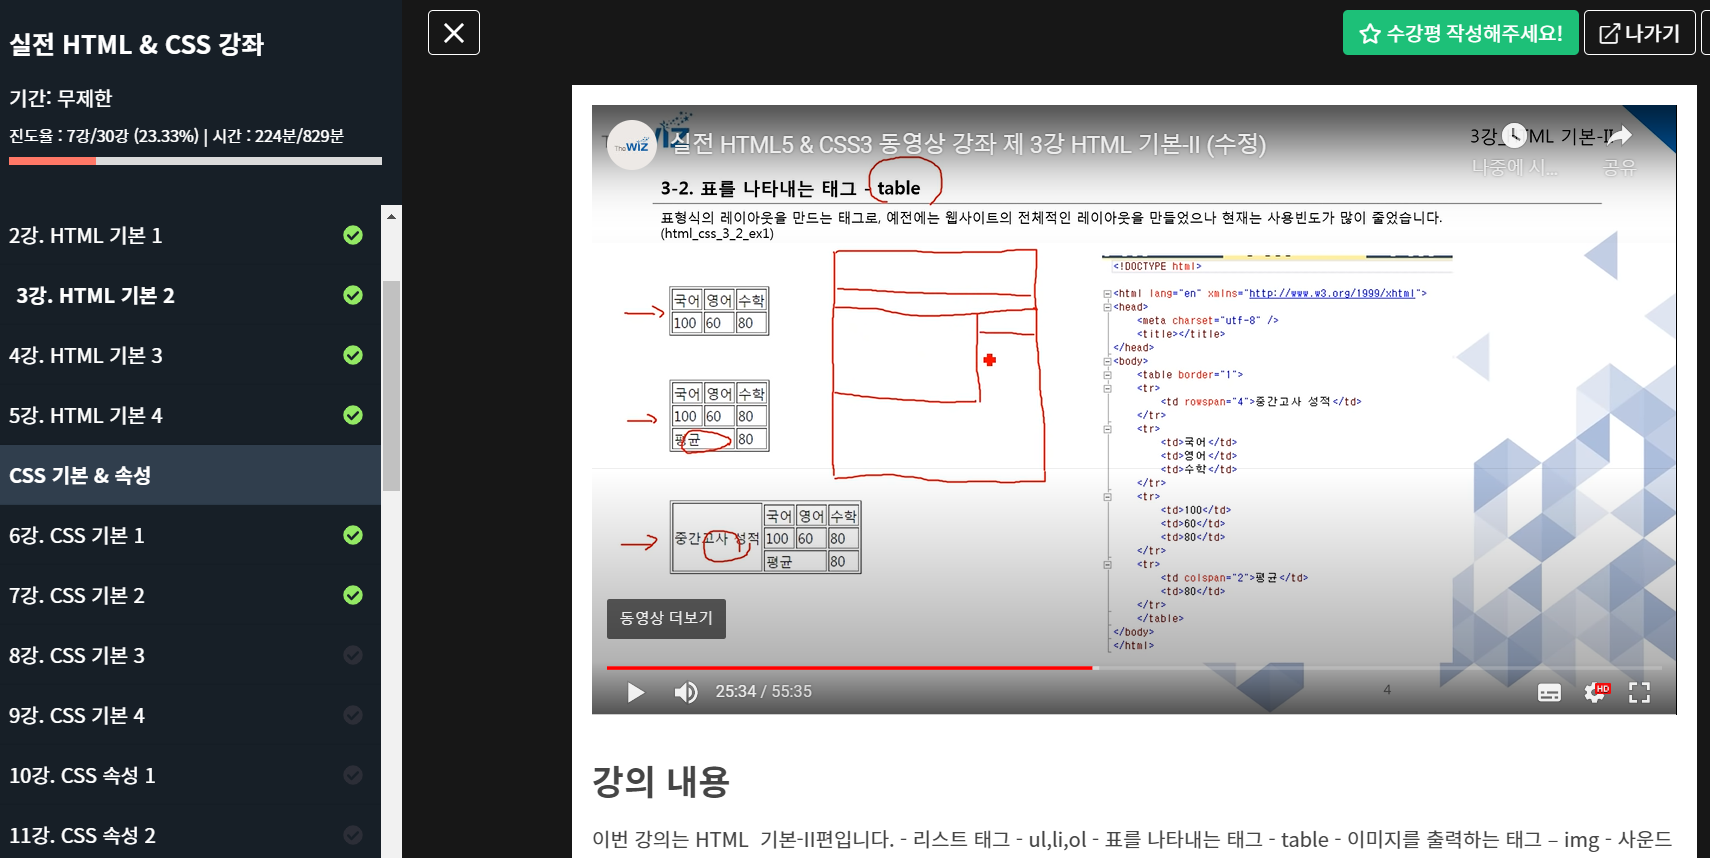 실전 HTML & CSS 강좌
기간: 무제한
진도율 : 7강/30강 (23.33%) | 시간 : 224분/829분
2강. HTML 기본 1
3강. HTML 기본 2
4강. HTML 기본 3
5강. HTML 기본 4
CSS 기본 & 속성
6강. CSS 기본 1
7강. CSS 기본 2
8강. CSS 기본 3
9강. CSS 기본 4
10강. CSS 속성 1
11강. CSS 속성 2
수강평 작성해주세요!
나가기
TheWIZ
실전 HTML5 & CSS3 동영상 강좌 제 3강 HTML 기본-II (수정)
3강_HTML 기본-II
나중에 시...
공유
3-2. 표를 나타내는 태그 - table
표형식의 레이아웃을 만드는 태그로, 예전에는 웹사이트의 전체적인 레이아웃을 만들었으나 현재는 사용빈도가 많이 줄었습니다.
(html_css_3_2_ex1)
국어 영어 수학
100 60 80
국어 영어 수학
100 60 80
평균 80
중간고사 성적 국어 영어 수학
100 60 80
평균 80
<!DOCTYPE html>
<html lang="en" xmlns="http://www.w3.org/1999/xhtml">
<head>
<meta charset="utf-8" />
<title></title>
</head>
<body>
<table border="1">
<tr>
<td rowspan="4">중간고사 성적</td>
</tr>
<tr>
<td>국어</td>
<td>영어</td>
<td>수학</td>
</tr>
<tr>
<td>100</td>
<td>60</td>
<td>80</td>
</tr>
<tr>
<td colspan="2">평균</td>
<td>80</td>
</tr>
</table>
</body>
</html>
동영상 더보기
25:34 / 55:35
4
HD
강의 내용
이번 강의는 HTML 기본-II편입니다. - 리스트 태그 - ul,li,ol - 표를 나타내는 태그 - table - 이미지를 출력하는 태그 – img - 사운드